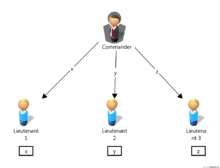 Commander
x
y
z
Lieutenant
1
Lieutenant
2
Lieutena
nt 3
x
y
z